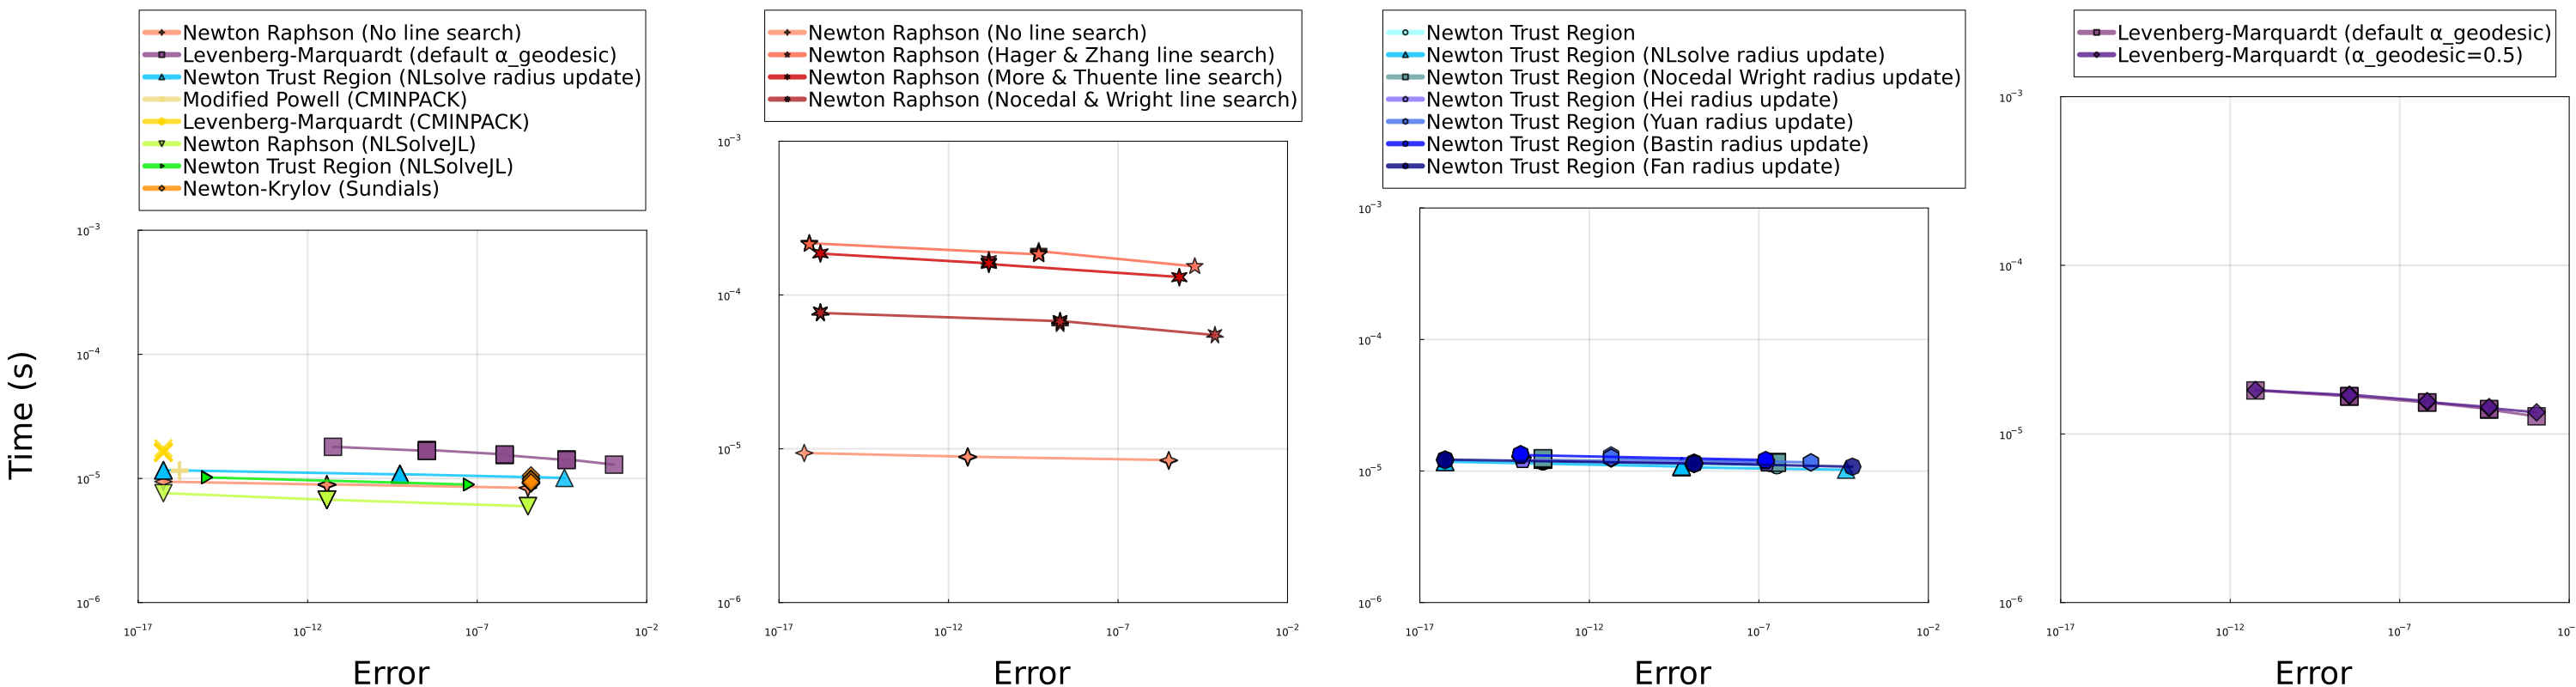 Newton Raphson (No line search)
Levenberg-Marquardt (default α_geodesic)
Newton Trust Region (NLsolve radius update)
Modified Powell (CMINPACK)
Levenberg-Marquardt (CMINPACK)
Newton Raphson (NLSolveJL)
Newton Trust Region (NLSolveJL)
Newton-Krylov (Sundials)
Time (s)
10⁻³
10⁻⁴
10⁻⁵
10⁻⁶
10⁻¹⁷ 10⁻¹² 10⁻⁷ 10⁻²
Error
Newton Raphson (No line search)
Newton Raphson (Hager & Zhang line search)
Newton Raphson (More & Thuente line search)
Newton Raphson (Nocedal & Wright line search)
10⁻³
10⁻⁴
10⁻⁵
10⁻⁶
10⁻¹⁷ 10⁻¹² 10⁻⁷ 10⁻²
Error
Newton Trust Region
Newton Trust Region (NLsolve radius update)
Newton Trust Region (Nocedal Wright radius update)
Newton Trust Region (Hei radius update)
Newton Trust Region (Yuan radius update)
Newton Trust Region (Bastin radius update)
Newton Trust Region (Fan radius update)
10⁻³
10⁻⁴
10⁻⁵
10⁻⁶
10⁻¹⁷ 10⁻¹² 10⁻⁷ 10⁻²
Error
Levenberg-Marquardt (default α_geodesic)
Levenberg-Marquardt (α_geodesic=0.5)
10⁻³
10⁻⁴
10⁻⁵
10⁻⁶
10⁻¹⁷ 10⁻¹² 10⁻⁷ 10⁻
Error